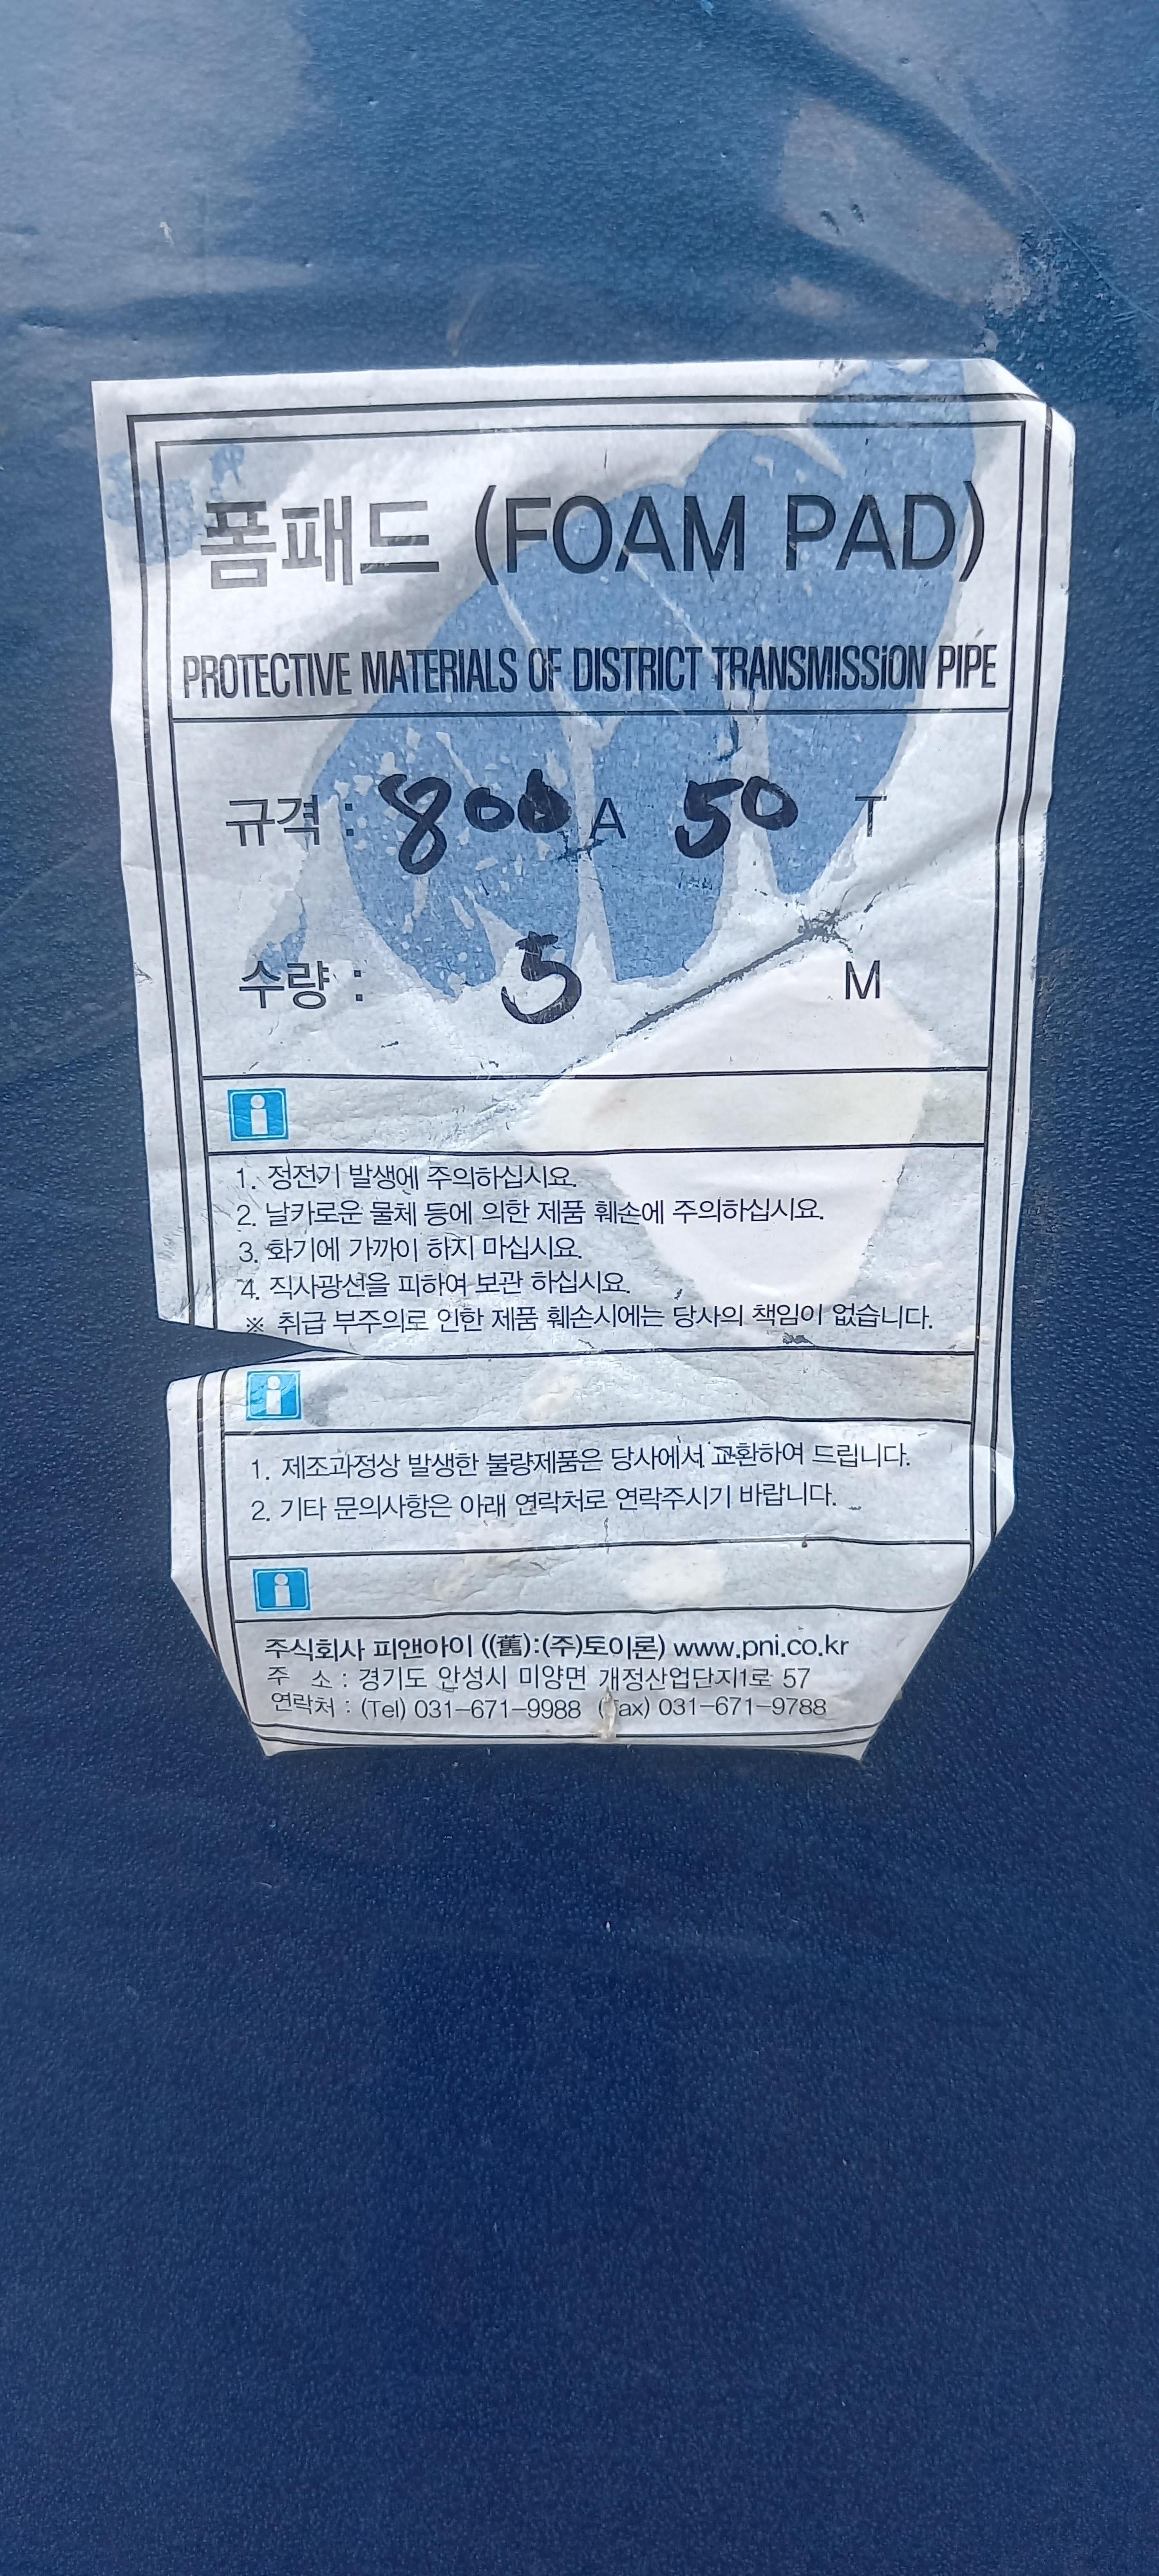 폼패드 (FOAM PAD)
PROTECTIVE MATERIALS OF DISTRICT TRANSMISSiON PIPE
규격 : 800 A 50 T
수량 : 5 M
i
1. 정전기 발생에 주의하십시요.
2. 날카로운 물체 등에 의한 제품 훼손에 주의하십시요.
3. 화기에 가까이 하지 마십시요.
4. 직사광선을 피하여 보관 하십시요.
※ 취급 부주의로 인한 제품 훼손시에는 당사의 책임이 없습니다.
i
1. 제조과정상 발생한 불량제품은 당사에서 교환하여 드립니다.
2. 기타 문의사항은 아래 연락처로 연락주시기 바랍니다.
i
주식회사 피앤아이 ((舊):(주)토이론) www.pni.co.kr
주 소 : 경기도 안성시 미양면 개정산업단지1로 57
연락처 : (Tel) 031-671-9988 (Fax) 031-671-9788